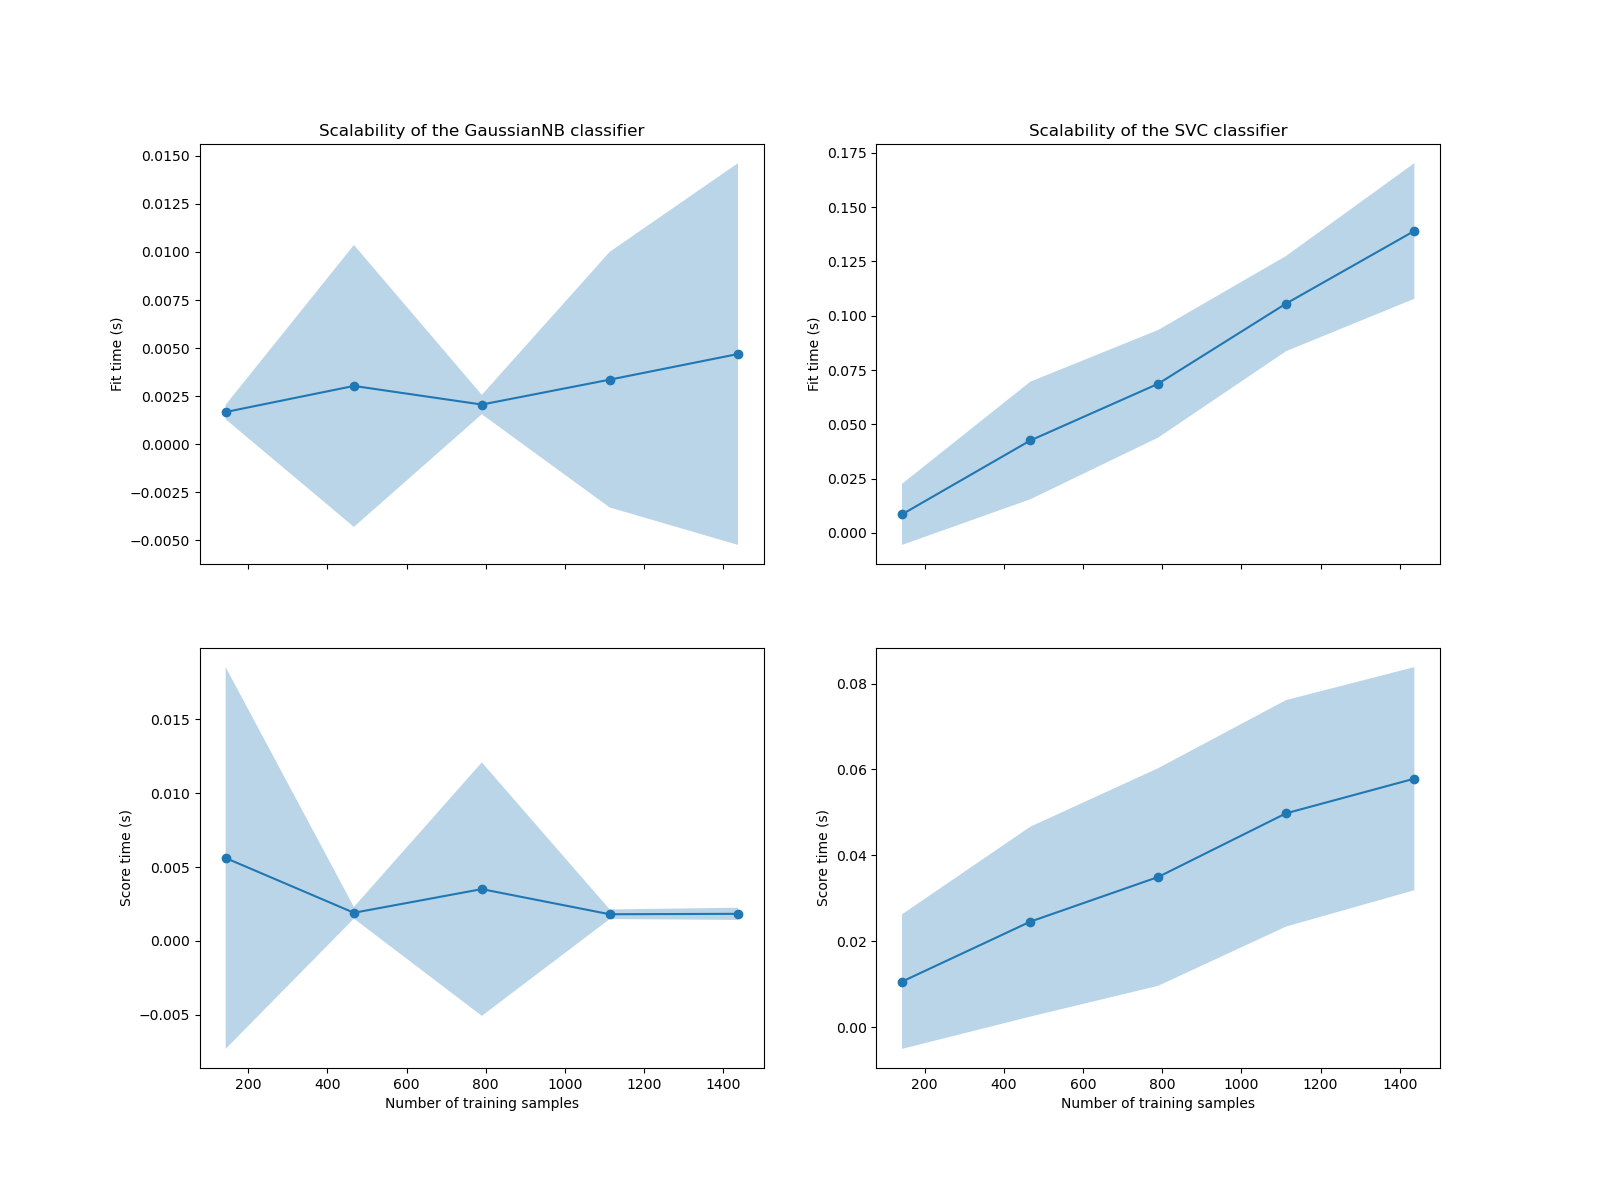 Scalability of the GaussianNB classifier
0.0150
0.0125
0.0100
0.0075
0.0050
0.0025
0.0000
−0.0025
−0.0050
Fit time (s)
Scalability of the SVC classifier
0.175
0.150
0.125
0.100
0.075
0.050
0.025
0.000
Fit time (s)
0.015
0.010
0.005
0.000
−0.005
Score time (s)
200 400 600 800 1000 1200 1400
Number of training samples
0.08
0.06
0.04
0.02
0.00
Score time (s)
200 400 600 800 1000 1200 1400
Number of training samples